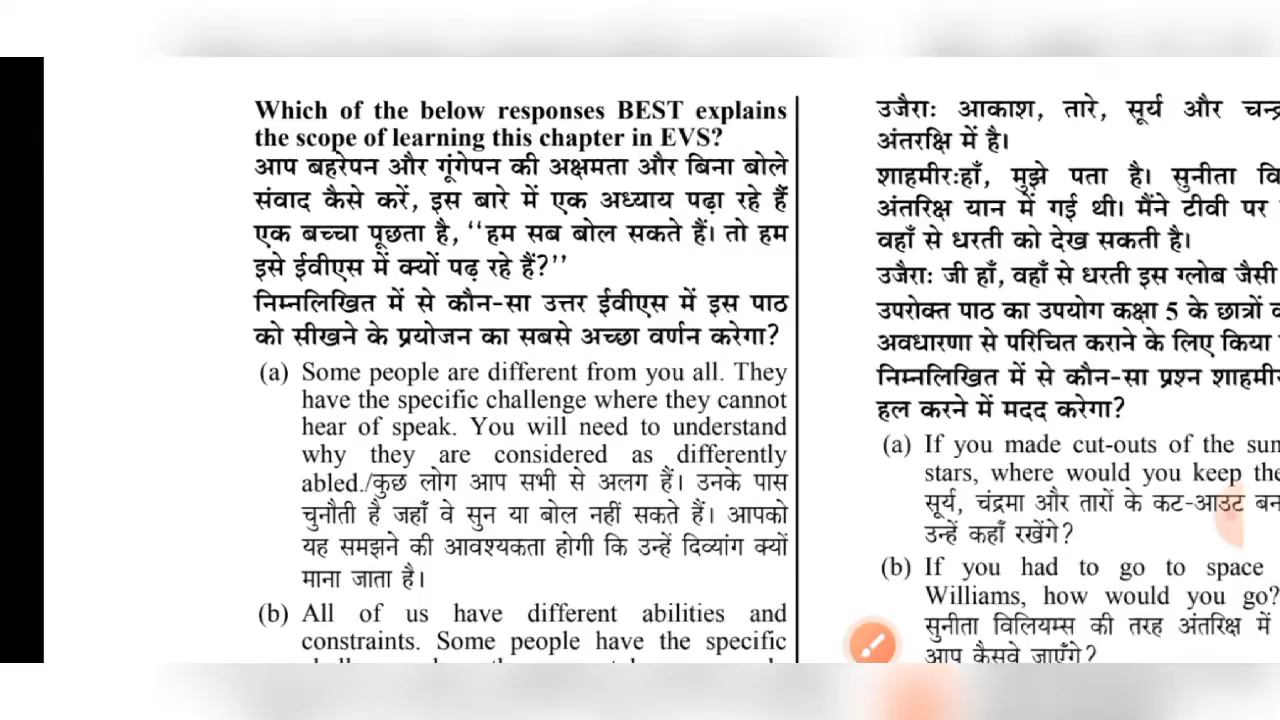 Which of the below responses BEST explains
the scope of learning this chapter in EVS?
आप बहरेपन और गूंगेपन की अक्षमता और बिना बोले
संवाद कैसे करें, इस बारे में एक अध्याय पढ़ा रहे हैं
एक बच्चा पूछता है, ‘‘हम सब बोल सकते हैं। तो हम
इसे ईवीएस में क्यों पढ़ रहे हैं?’’
निम्नलिखित में से कौन-सा उत्तर ईवीएस में इस पाठ
को सीखने के प्रयोजन का सबसे अच्छा वर्णन करेगा?
(a) Some people are different from you all. They
have the specific challenge where they cannot
hear of speak. You will need to understand
why they are considered as differently
abled./कुछ लोग आप सभी से अलग हैं। उनके पास
चुनौती है जहाँ वे सुन या बोल नहीं सकते हैं। आपको
यह समझने की आवश्यकता होगी कि उन्हें दिव्यांग क्यों
माना जाता है।
(b) All of us have different abilities and
constraints. Some people have the specific
उजैराः आकाश, तारे, सूर्य और चन्द्र
अंतरक्षि में है।
शाहमीरःहाँ, मुझे पता है। सुनीता वि
अंतरिक्ष यान में गई थी। मैंने टीवी पर
वहाँ से धरती को देख सकती है।
उजैराः जी हाँ, वहाँ से धरती इस ग्लोब जैसी
उपरोक्त पाठ का उपयोग कक्षा 5 के छात्रों
अवधारणा से परिचित कराने के लिए किया
निम्नलिखित में से कौन-सा प्रश्न शाहमीर
हल करने में मदद करेगा?
(a) If you made cut-outs of the sun
stars, where would you keep the
सूर्य, चंद्रमा और तारों के कट-आउट बन
उन्हें कहाँ रखेंगे?
(b) If you had to go to space
Williams, how would you go?
सुनीता विलियम्स की तरह अंतरिक्ष में
आप कैसवे जाएँगे?